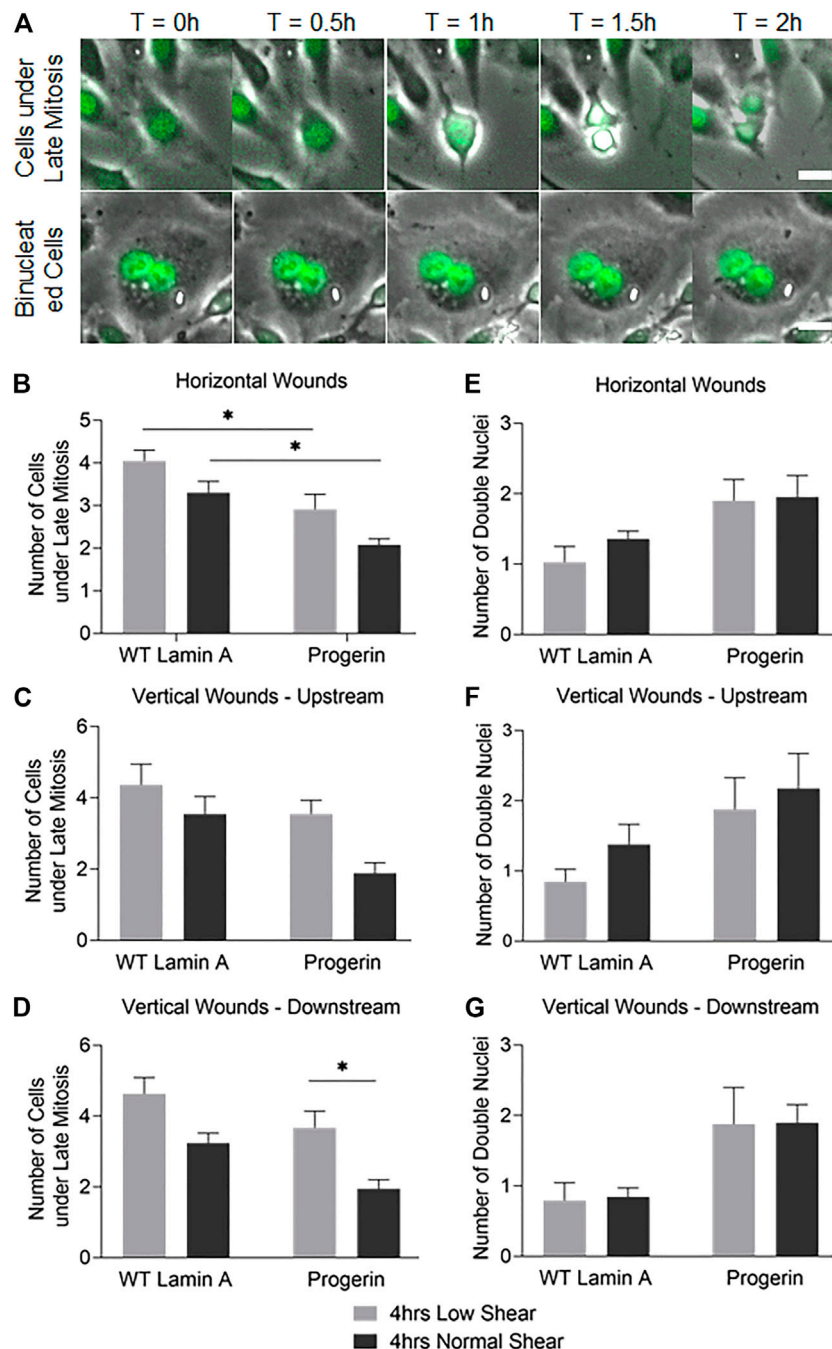 A
T = 0h
T = 0.5h
T = 1h
T = 1.5h
T = 2h
Cells under
Late Mitosis
Binucleat
ed Cells
B
Horizontal Wounds
Number of Cells
under Late Mitosis
5
4
3
2
1
0
*
*
WT Lamin A
Progerin
E
Horizontal Wounds
Number of Double Nuclei
3
2
1
0
WT Lamin A
Progerin
C
Vertical Wounds - Upstream
Number of Cells
under Late Mitosis
6
4
2
0
WT Lamin A
Progerin
F
Vertical Wounds - Upstream
Number of Double Nuclei
3
2
1
0
WT Lamin A
Progerin
D
Vertical Wounds - Downstream
Number of Cells
under Late Mitosis
6
4
2
0
*
WT Lamin A
Progerin
G
Vertical Wounds - Downstream
Number of Double Nuclei
3
2
1
0
WT Lamin A
Progerin
4hrs Low Shear
4hrs Normal Shear